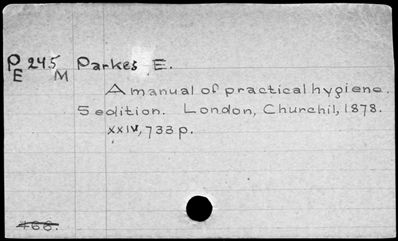 P 245 Parkes E.
E M
A manual of practical hygiene.
5 edition. London, Churchil, 1878.
XXIV, 733 p.
468.